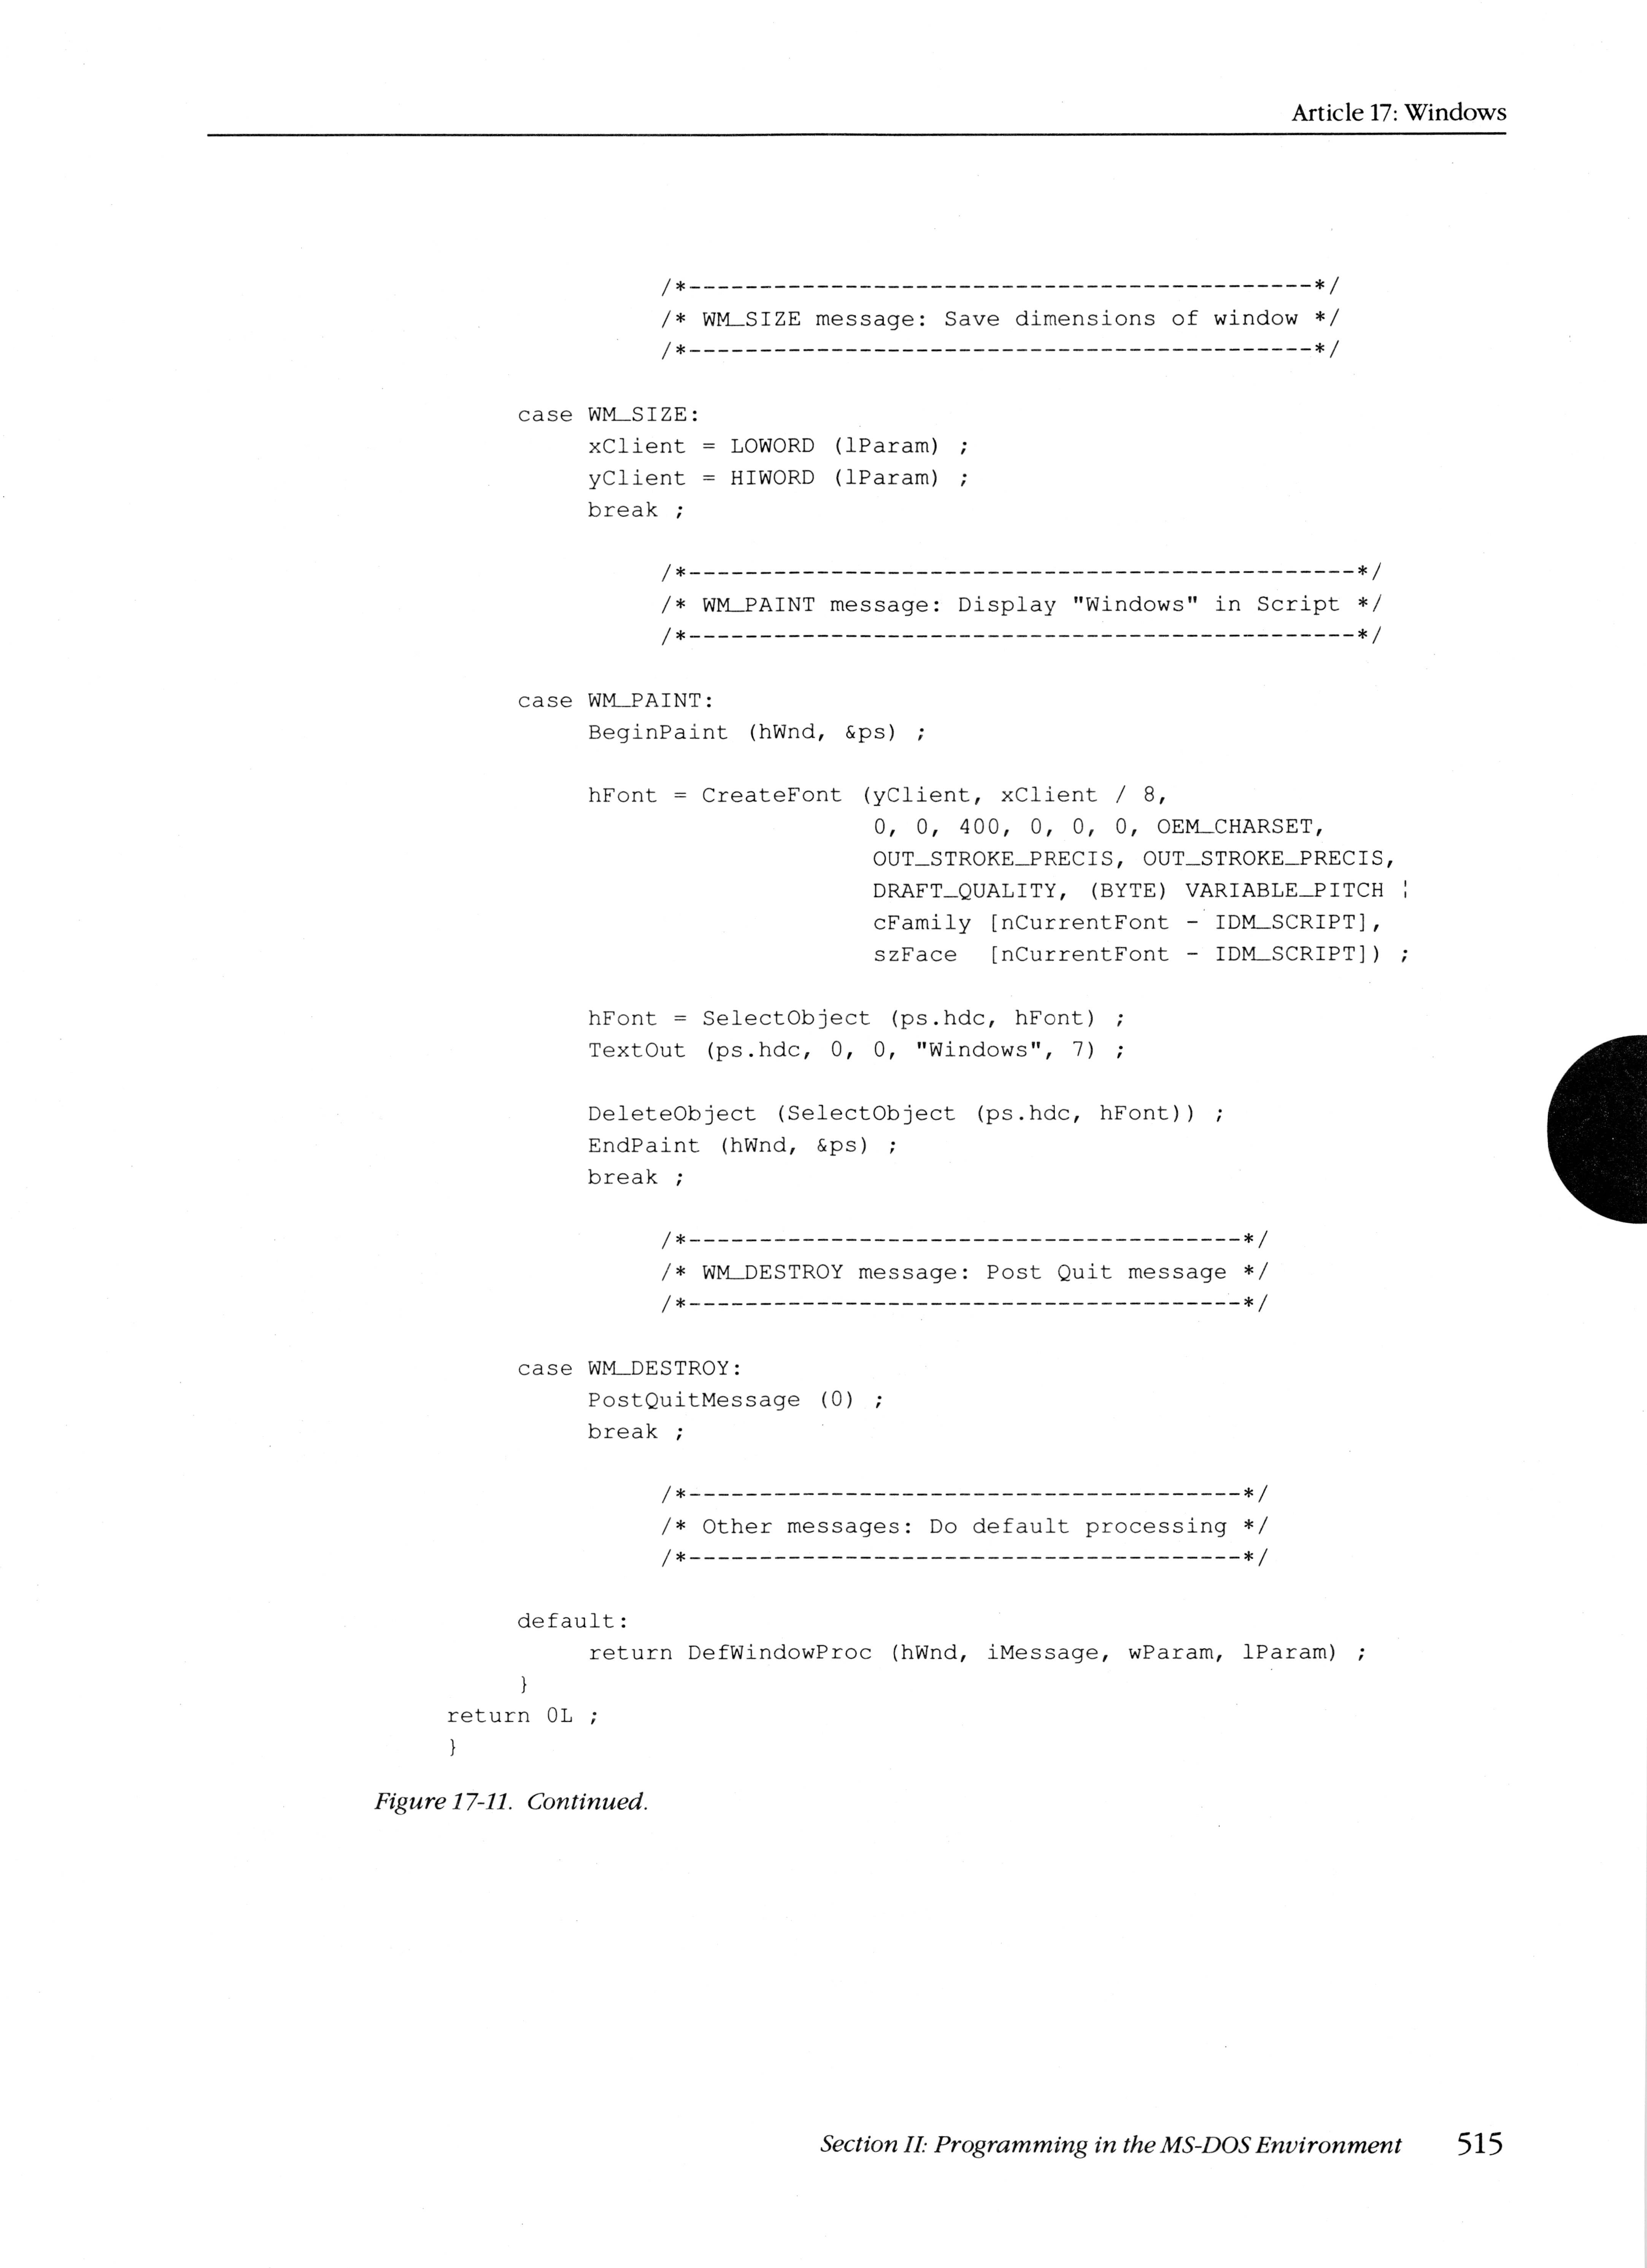 Article 17: Windows
/*--------------------------------------------*/
/* WM_SIZE message: Save dimensions of window */
/*--------------------------------------------*/
case WM_SIZE:
xClient = LOWORD (lParam) ;
yClient = HIWORD (lParam) ;
break ;
/*-----------------------------------------------*/
/* WM_PAINT message: Display "Windows" in Script */
/*-----------------------------------------------*/
case WM_PAINT:
BeginPaint (hWnd, &ps) ;
hFont = CreateFont (yClient, xClient / 8,
0, 0, 400, 0, 0, 0, OEM_CHARSET,
OUT_STROKE_PRECIS, OUT_STROKE_PRECIS,
DRAFT_QUALITY, (BYTE) VARIABLE_PITCH ¦
cFamily [nCurrentFont - IDM_SCRIPT],
szFace  [nCurrentFont - IDM_SCRIPT]) ;
hFont = SelectObject (ps.hdc, hFont) ;
TextOut (ps.hdc, 0, 0, "Windows", 7) ;
DeleteObject (SelectObject (ps.hdc, hFont)) ;
EndPaint (hWnd, &ps) ;
break ;
/*---------------------------------------*/
/* WM_DESTROY message: Post Quit message */
/*---------------------------------------*/
case WM_DESTROY:
PostQuitMessage (0) ;
break ;
/*---------------------------------------*/
/* Other messages: Do default processing */
/*---------------------------------------*/
default:
return DefWindowProc (hWnd, iMessage, wParam, lParam) ;
}
return 0L ;
}
Figure 17-11. Continued.
Section II: Programming in the MS-DOS Environment 515